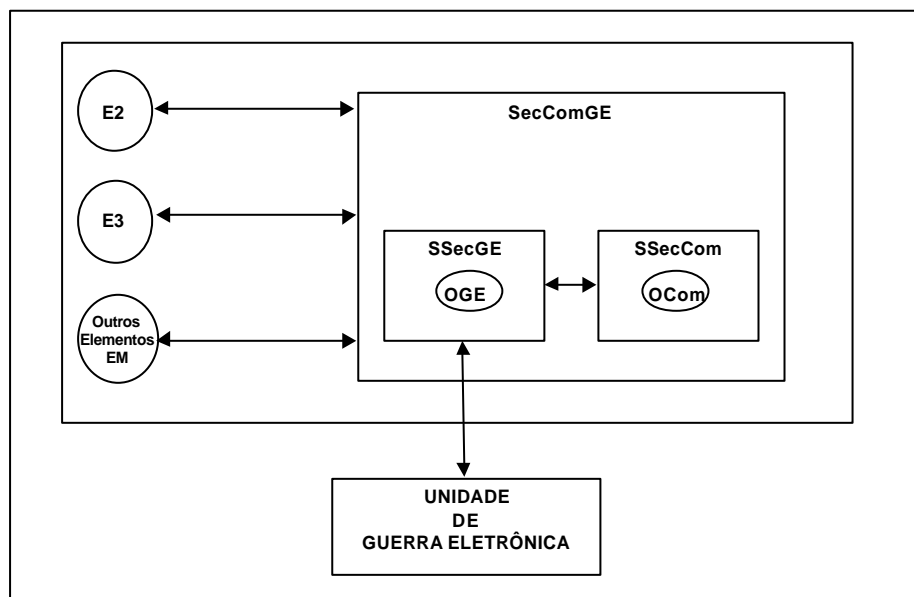 E2
SecComGE
E3
SSecGE
SSecCom
OGE
OCom
Outros
Elementos
EM
UNIDADE
DE
GUERRA ELETRÔNICA